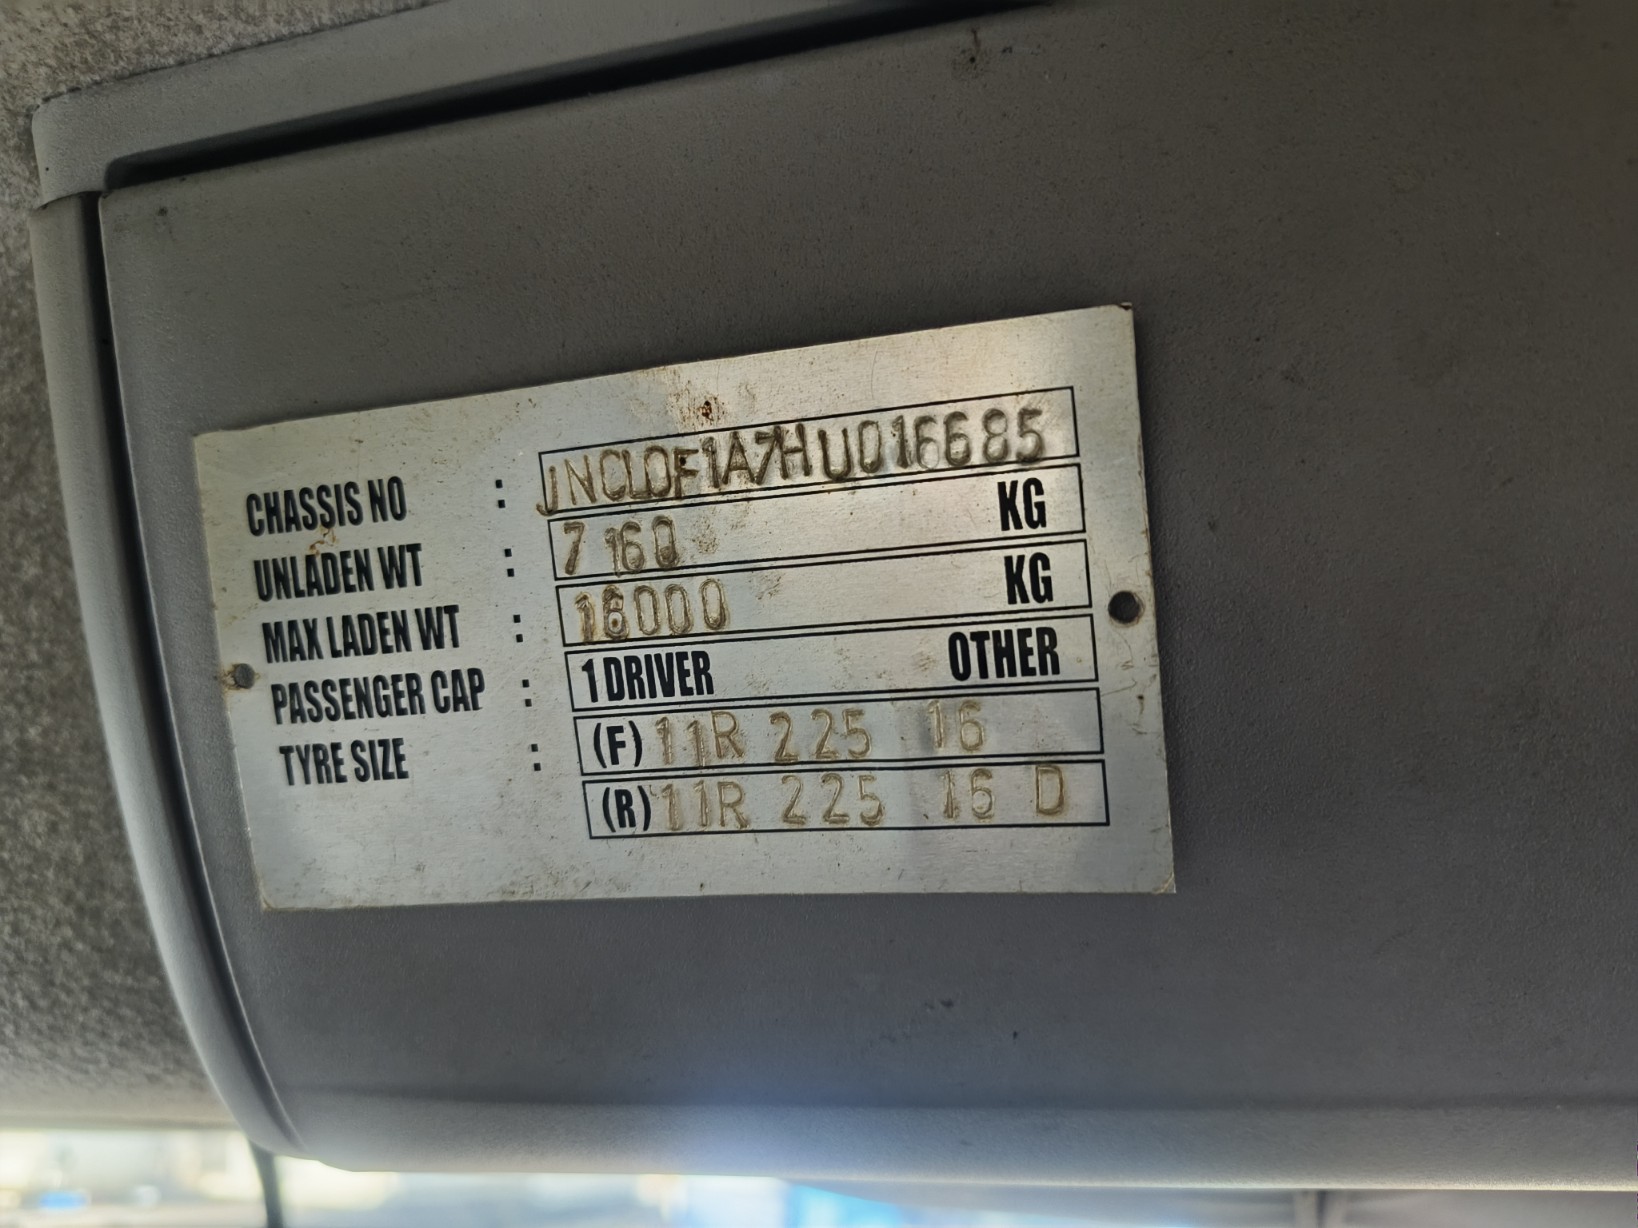 CHASSIS NO : JNCLOF1A7HU016685
UNLADEN WT : 7160 KG
MAX LADEN WT : 16000 KG
PASSENGER CAP : 1 DRIVER OTHER
TYRE SIZE : (F) 11R 225 16
(R) 11R 225 16 D